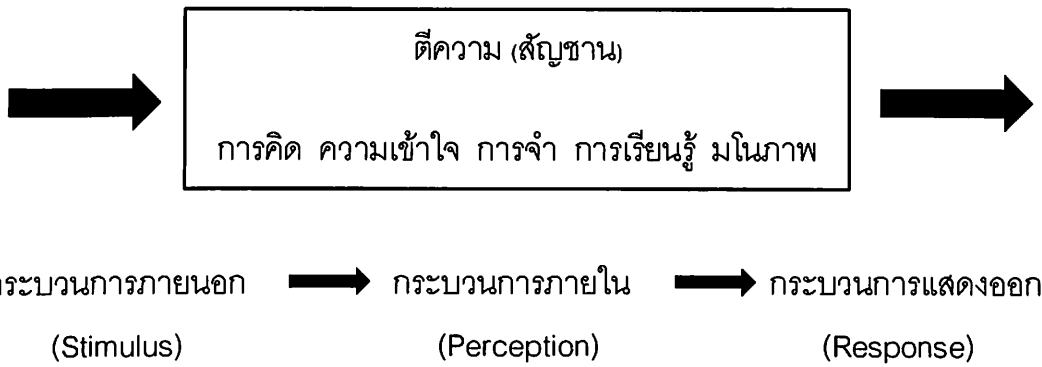 ตีความ (สัญชาน)
การคิด ความเข้าใจ การจำ การเรียนรู้ มโนภาพ
กระบวนการภายนอก กระบวนการภายใน กระบวนการแสดงออก
(Stimulus) (Perception) (Response)